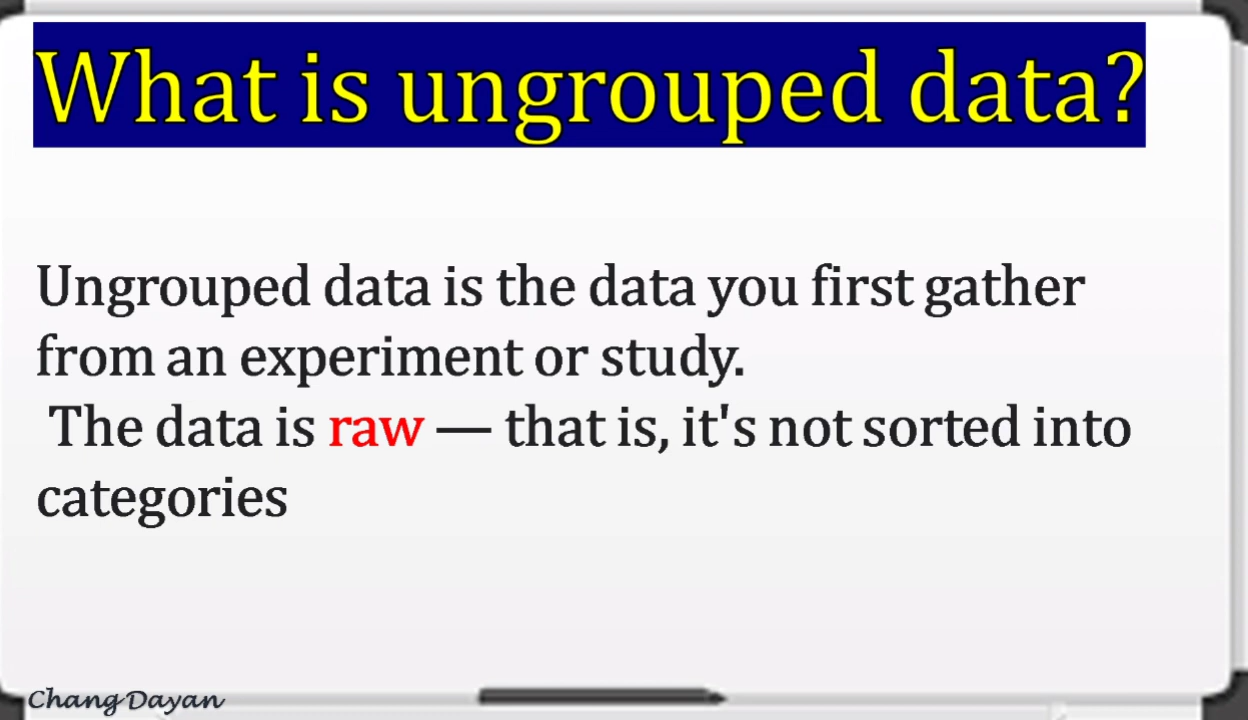 What is ungrouped data?
Ungrouped data is the data you first gather
from an experiment or study.
The data is raw — that is, it's not sorted into
categories
Chang Dayan